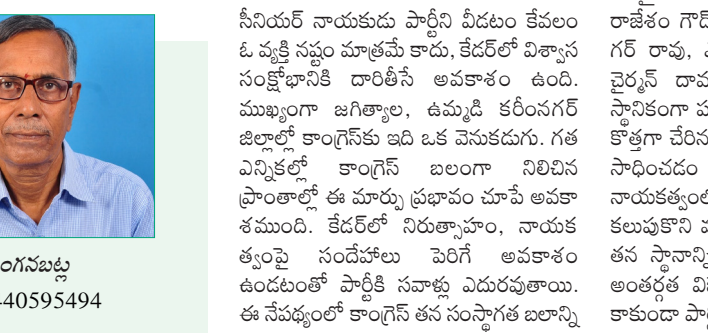 ంగనబట్ల
40595494
సీనియర్ నాయకుడు పార్టీని వీడటం కేవలం
ఓ వ్యక్తి నష్టం మాత్రమే కాదు, కేడర్‌లో విశ్వాస
సంక్షోభానికి దారితీసే అవకాశం ఉంది.
ముఖ్యంగా జగిత్యాల, ఉమ్మడి కరీంనగర్
జిల్లాల్లో కాంగ్రెస్‌కు ఇది ఒక వెనుకడుగు. గత
ఎన్నికల్లో కాంగ్రెస్ బలంగా నిలిచిన
ప్రాంతాల్లో ఈ మార్పు ప్రభావం చూపే అవకా
శముంది. కేడర్‌లో నిరుత్సాహం, నాయక
త్వంపై సందేహాలు పెరిగే అవకాశం
ఉండటంతో పార్టీకి సవాళ్లు ఎదురవుతాయి.
ఈ నేపథ్యంలో కాంగ్రెస్ తన సంస్థాగత బలాన్ని
రాజేశం గౌడ్
గర్ రావు,
చైర్మన్
స్థానికంగా
కొత్తగా చేరిన
సాధించడం
నాయకత్వంల
కలుపుకొని
తన స్థానాన్ని
అంతర్గత
కాకుండా